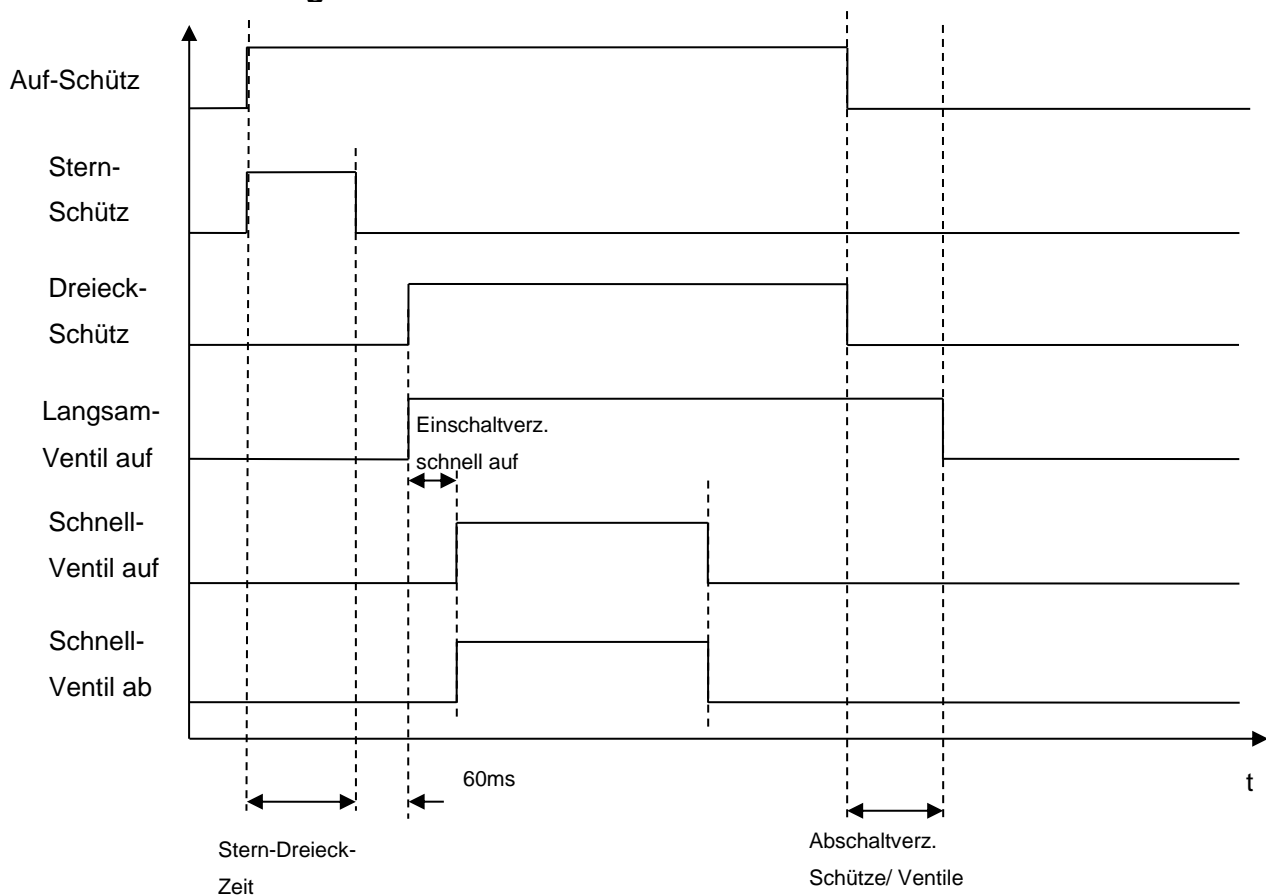 Auf-Schütz
Stern-
Schütz
Dreieck-
Schütz
Langsam-
Ventil auf
Einschaltverz.
schnell auf
Schnell-
Ventil auf
Schnell-
Ventil ab
60ms
t
Stern-Dreieck-
Zeit
Abschaltverz.
Schütze/ Ventile